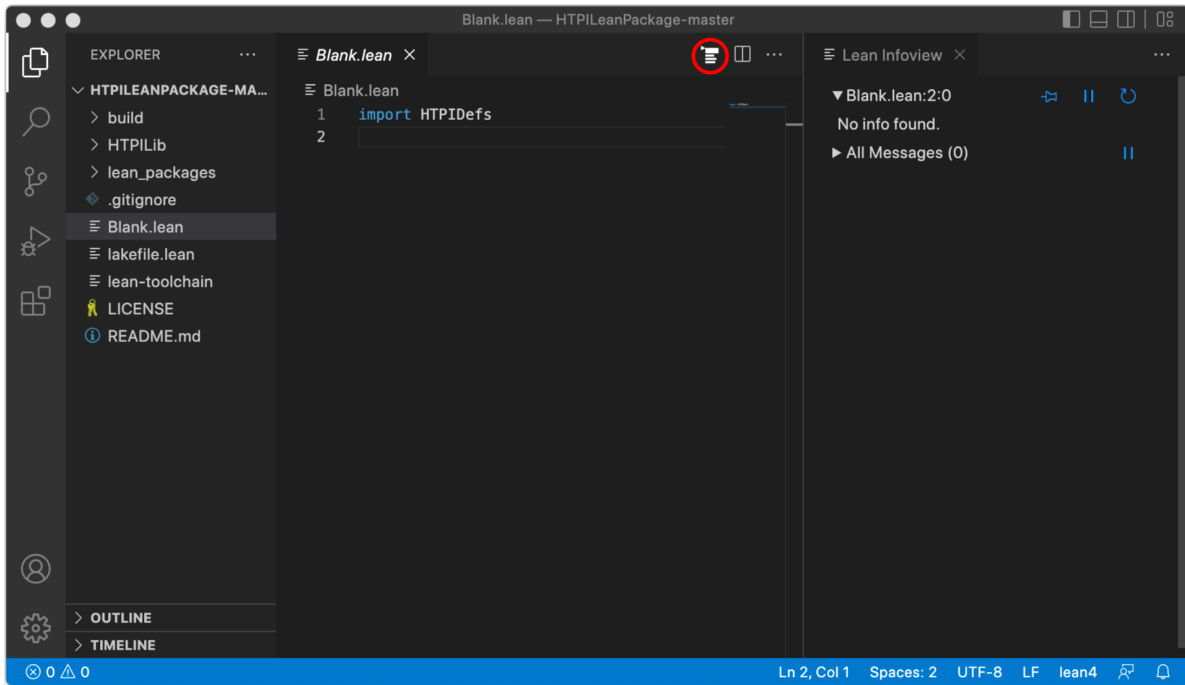 Blank.lean — HTPILeanPackage-master
EXPLORER
HTPILEANPACKAGE-MA...
build
HTPILib
lean_packages
.gitignore
Blank.lean
lakefile.lean
lean-toolchain
LICENSE
README.md
OUTLINE
TIMELINE
Blank.lean
Blank.lean
1 import HTPIDefs
2
Lean Infoview
Blank.lean:2:0
No info found.
All Messages (0)
0 0
Ln 2, Col 1 Spaces: 2 UTF-8 LF lean4